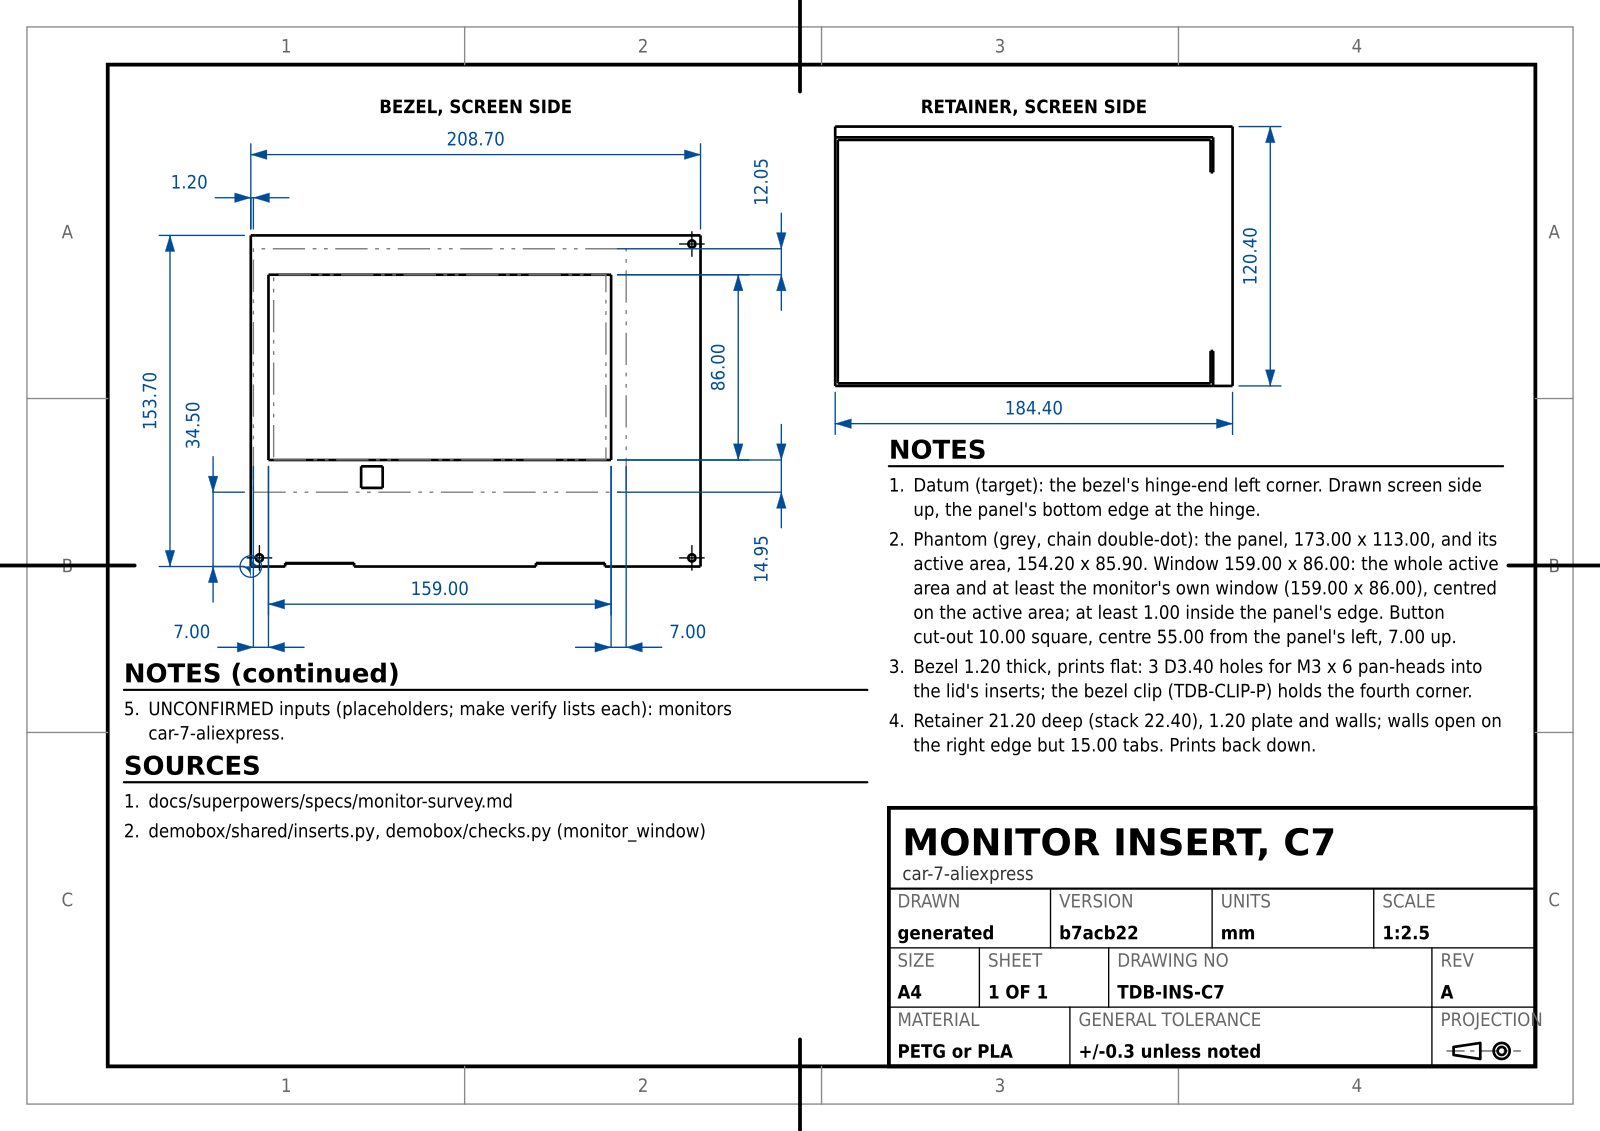 1 2 3 4
A A
B B
C C
BEZEL, SCREEN SIDE
208.70
1.20
12.05
153.70
34.50
86.00
14.95
159.00
7.00 7.00
RETAINER, SCREEN SIDE
120.40
184.40
NOTES
1. Datum (target): the bezel's hinge-end left corner. Drawn screen side
up, the panel's bottom edge at the hinge.
2. Phantom (grey, chain double-dot): the panel, 173.00 x 113.00, and its
active area, 154.20 x 85.90. Window 159.00 x 86.00: the whole active
area and at least the monitor's own window (159.00 x 86.00), centred
on the active area; at least 1.00 inside the panel's edge. Button
cut-out 10.00 square, centre 55.00 from the panel's left, 7.00 up.
3. Bezel 1.20 thick, prints flat: 3 D3.40 holes for M3 x 6 pan-heads into
the lid's inserts; the bezel clip (TDB-CLIP-P) holds the fourth corner.
4. Retainer 21.20 deep (stack 22.40), 1.20 plate and walls; walls open on
the right edge but 15.00 tabs. Prints back down.
NOTES (continued)
5. UNCONFIRMED inputs (placeholders; make verify lists each): monitors
car-7-aliexpress.
SOURCES
1. docs/superpowers/specs/monitor-survey.md
2. demobox/shared/inserts.py, demobox/checks.py (monitor_window)
MONITOR INSERT, C7
car-7-aliexpress
DRAWN VERSION UNITS SCALE
generated b7acb22 mm 1:2.5
SIZE SHEET DRAWING NO REV
A4 1 OF 1 TDB-INS-C7 A
MATERIAL GENERAL TOLERANCE PROJECTION
PETG or PLA +/-0.3 unless noted
1 2 3 4